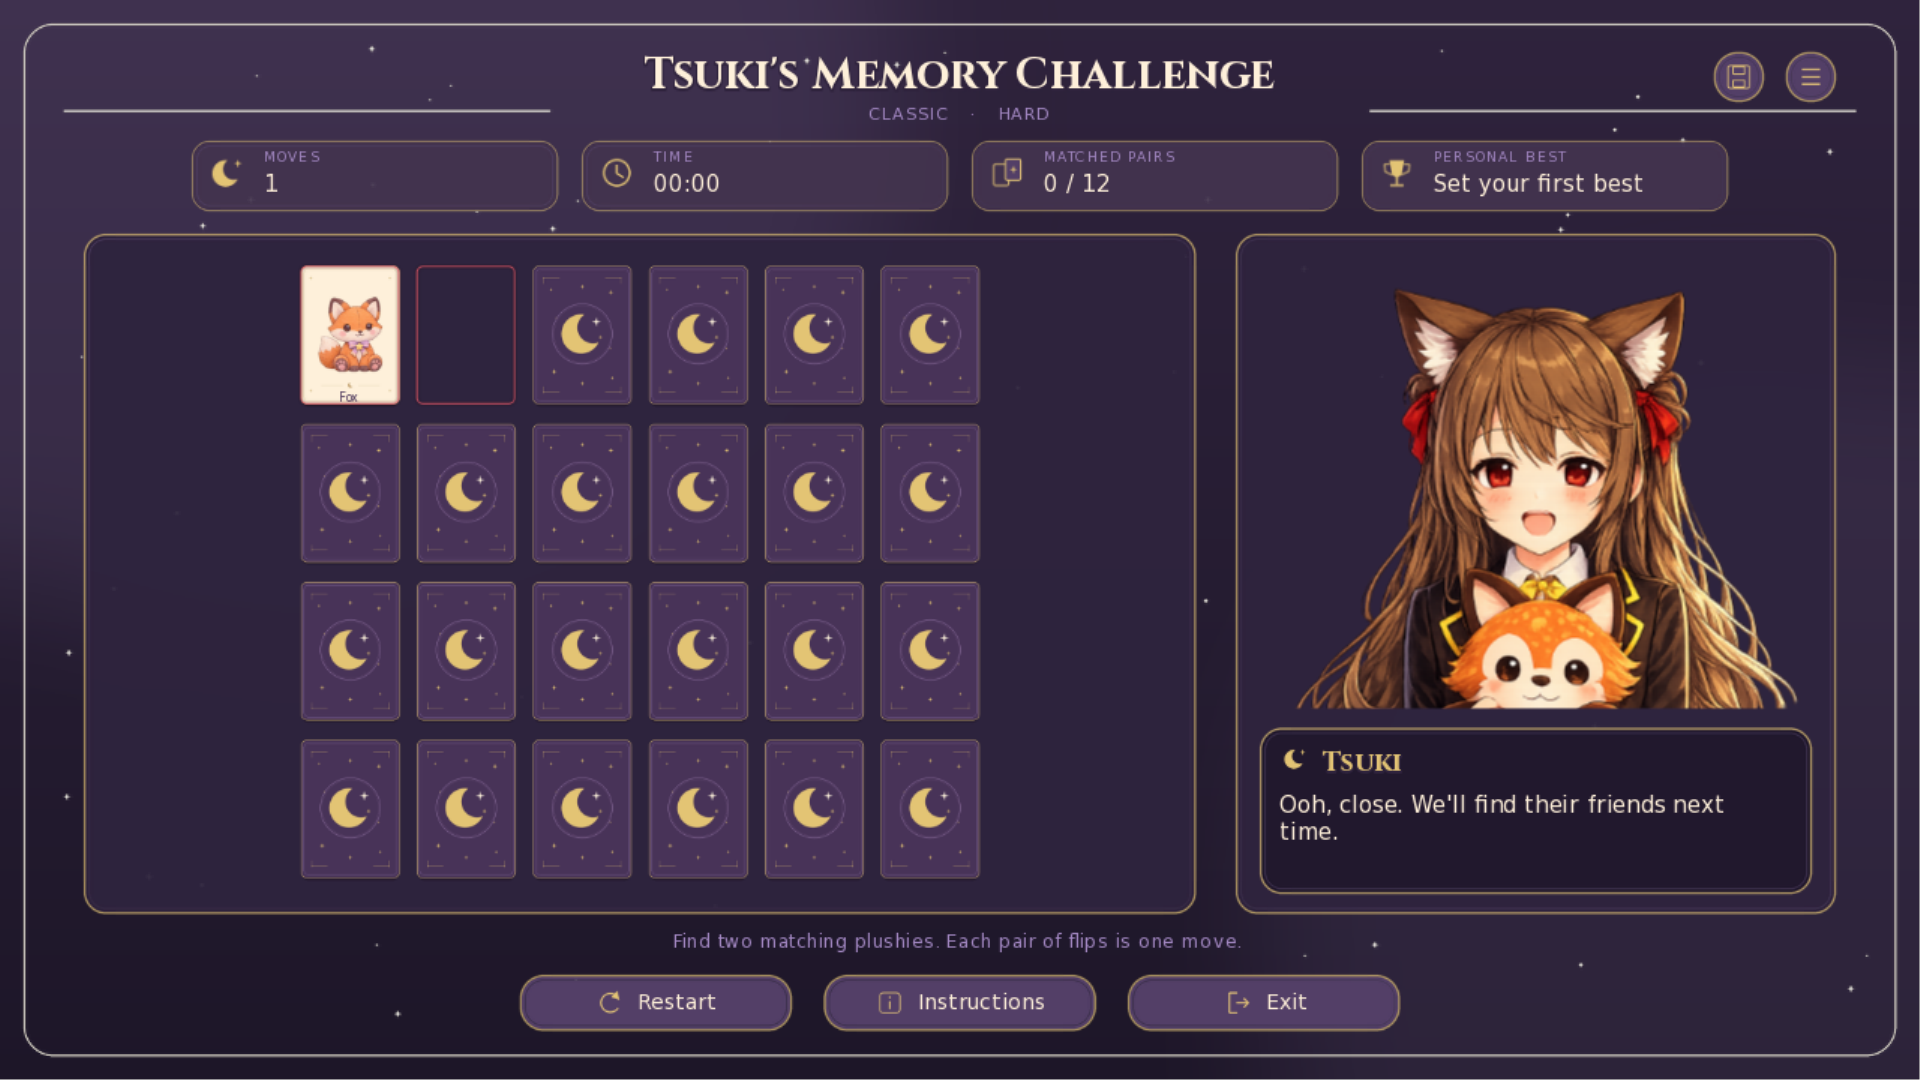 Tsuki's Memory Challenge
CLASSIC · HARD
MOVES
1
TIME
00:00
MATCHED PAIRS
0 / 12
PERSONAL BEST
Set your first best
Fox
Tsuki
Ooh, close. We'll find their friends next
time.
Find two matching plushies. Each pair of flips is one move.
Restart
Instructions
Exit